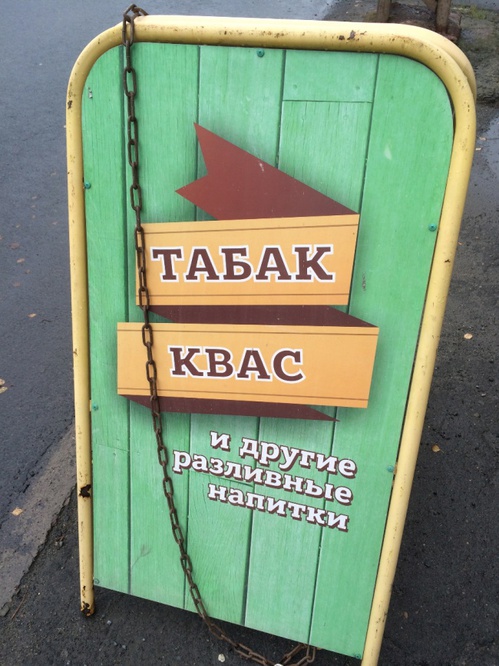 ТАБАК
КВАС
и другие
разливные
напитки